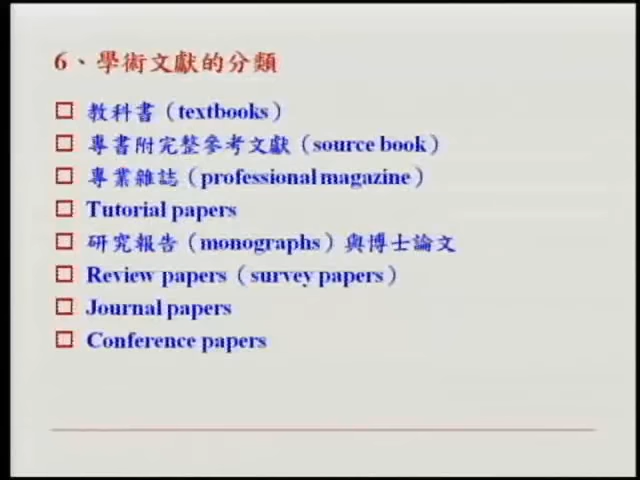 6、學術文獻的分類
教科書（textbooks）
專書附完整參考文獻（source book）
專業雜誌（professional magazine）
Tutorial papers
研究報告（monographs）與博士論文
Review papers（survey papers）
Journal papers
Conference papers